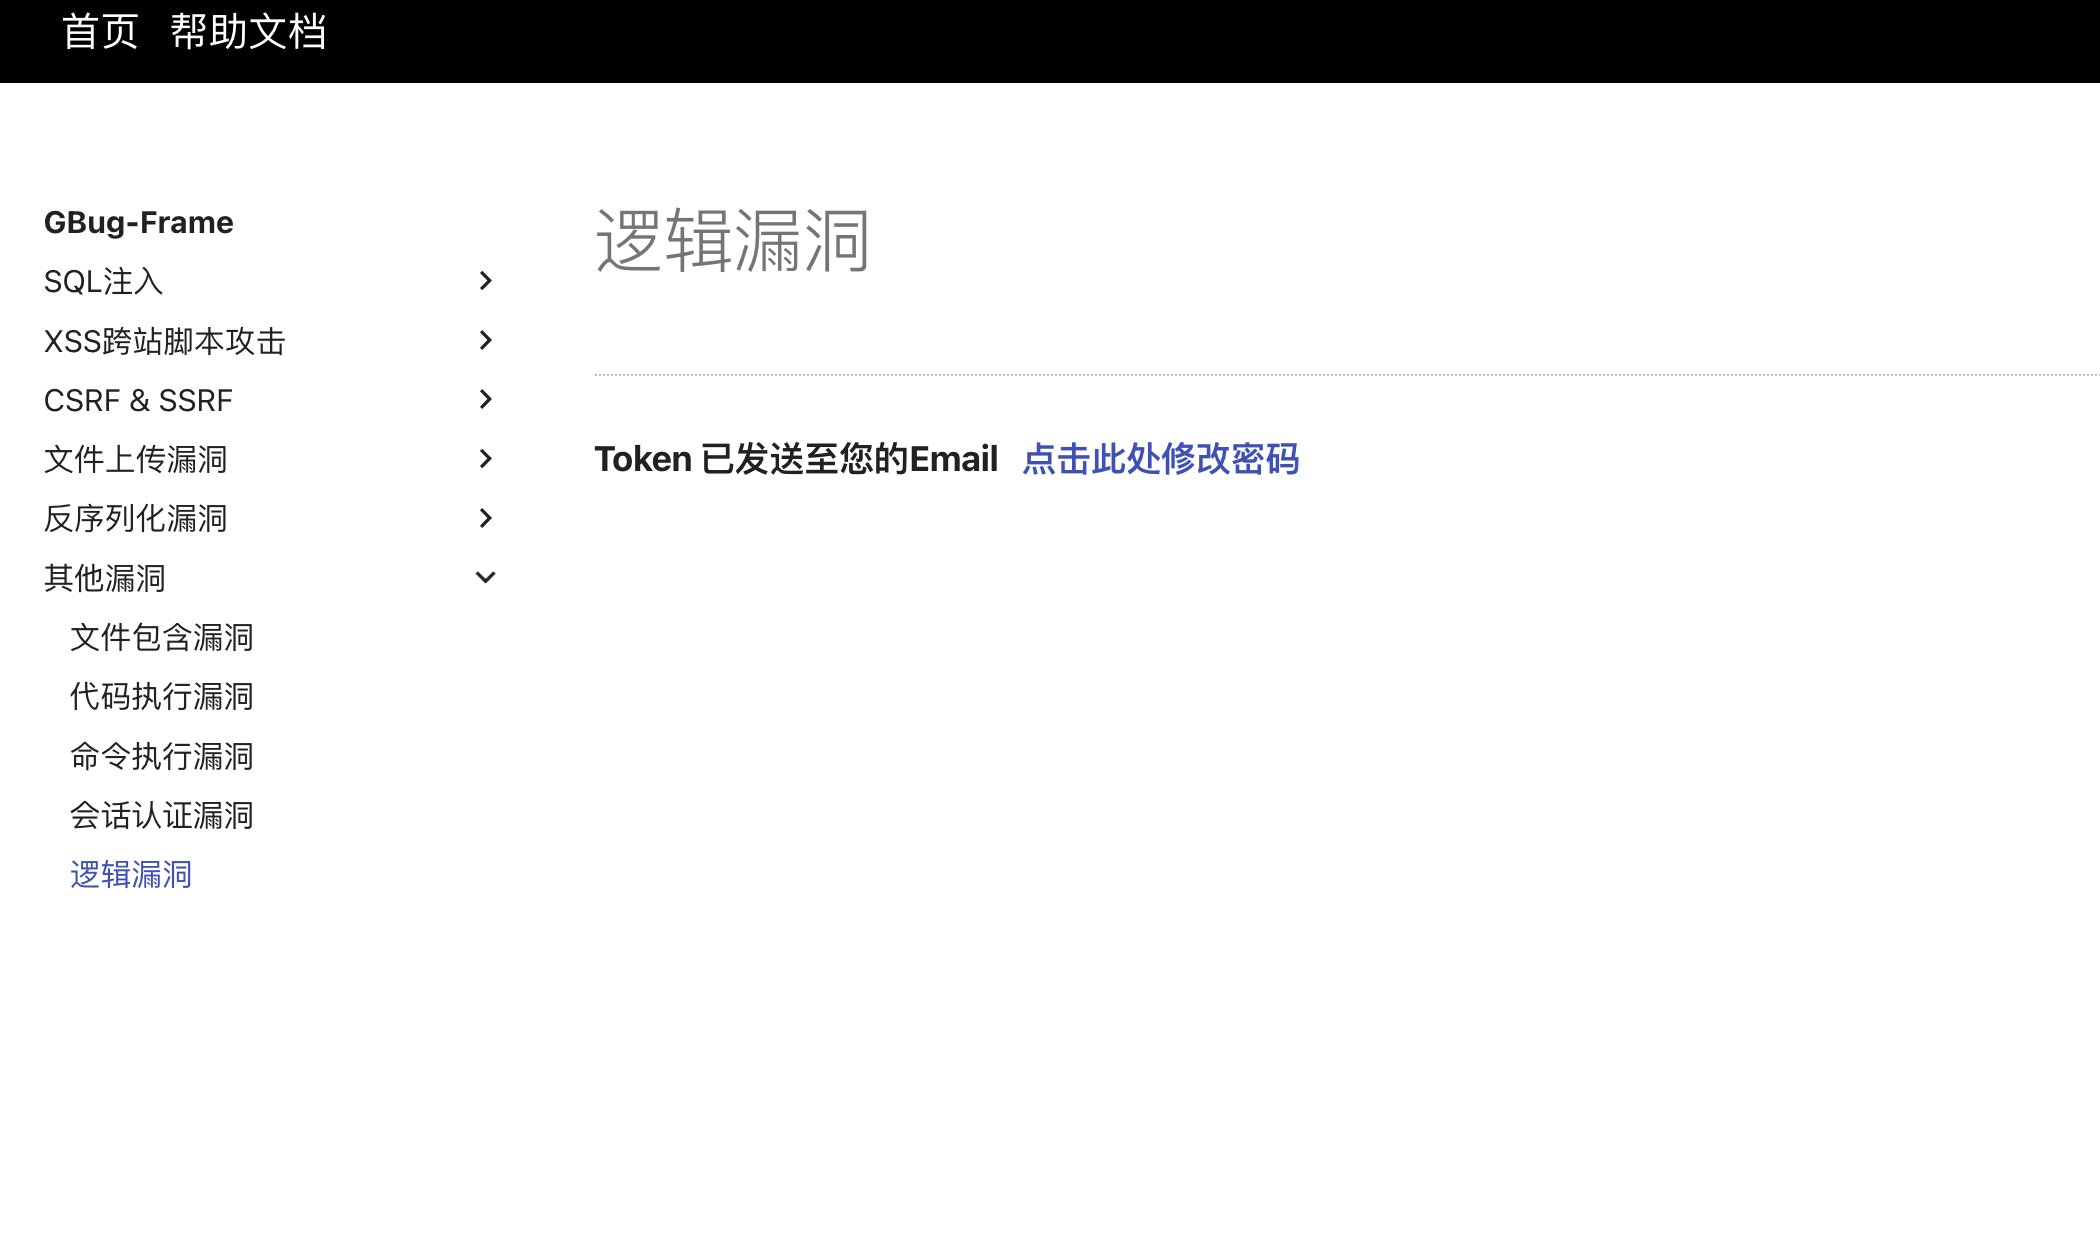 首页 帮助文档
GBug-Frame
SQL注入
XSS跨站脚本攻击
CSRF & SSRF
文件上传漏洞
反序列化漏洞
其他漏洞
文件包含漏洞
代码执行漏洞
命令执行漏洞
会话认证漏洞
逻辑漏洞
逻辑漏洞
Token 已发送至您的Email 点击此处修改密码